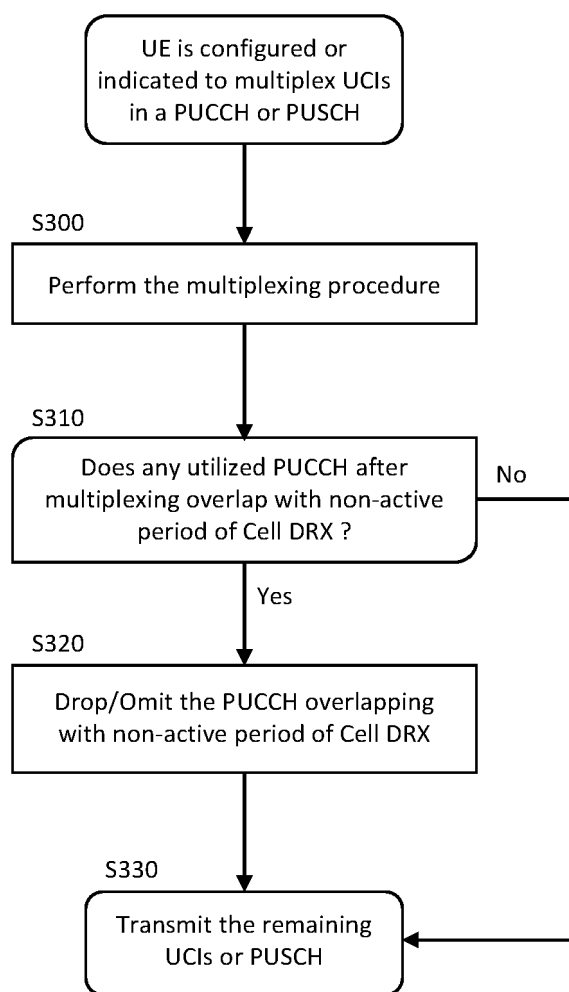 UE is configured or
indicated to multiplex UCIs
in a PUCCH or PUSCH
S300
Perform the multiplexing procedure
S310
Does any utilized PUCCH after
multiplexing overlap with non-active
period of Cell DRX ?
No
Yes
S320
Drop/Omit the PUCCH overlapping
with non-active period of Cell DRX
S330
Transmit the remaining
UCIs or PUSCH